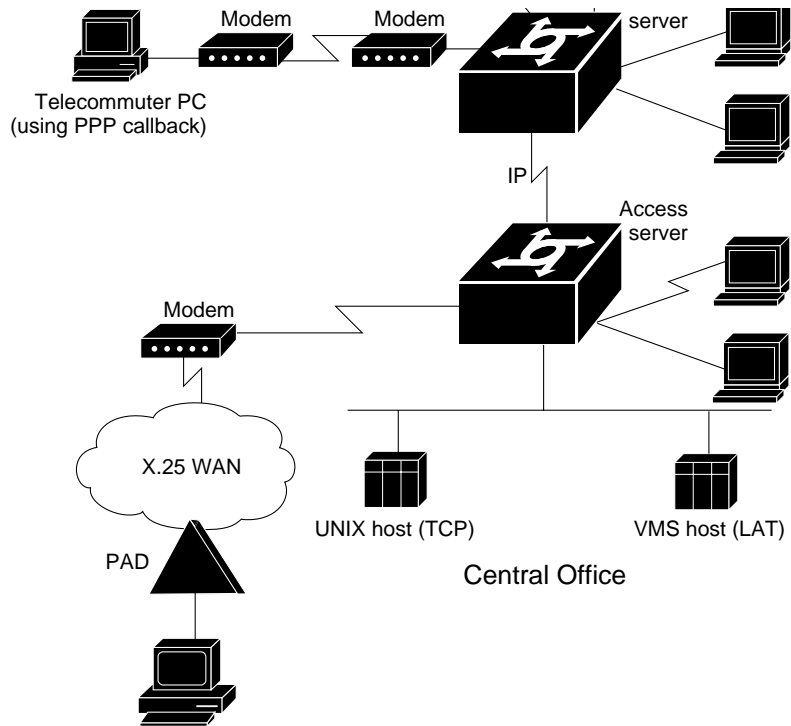 Modem
Modem
server
Telecommuter PC
(using PPP callback)
IP
Access
server
Modem
X.25 WAN
UNIX host (TCP)
VMS host (LAT)
PAD
Central Office